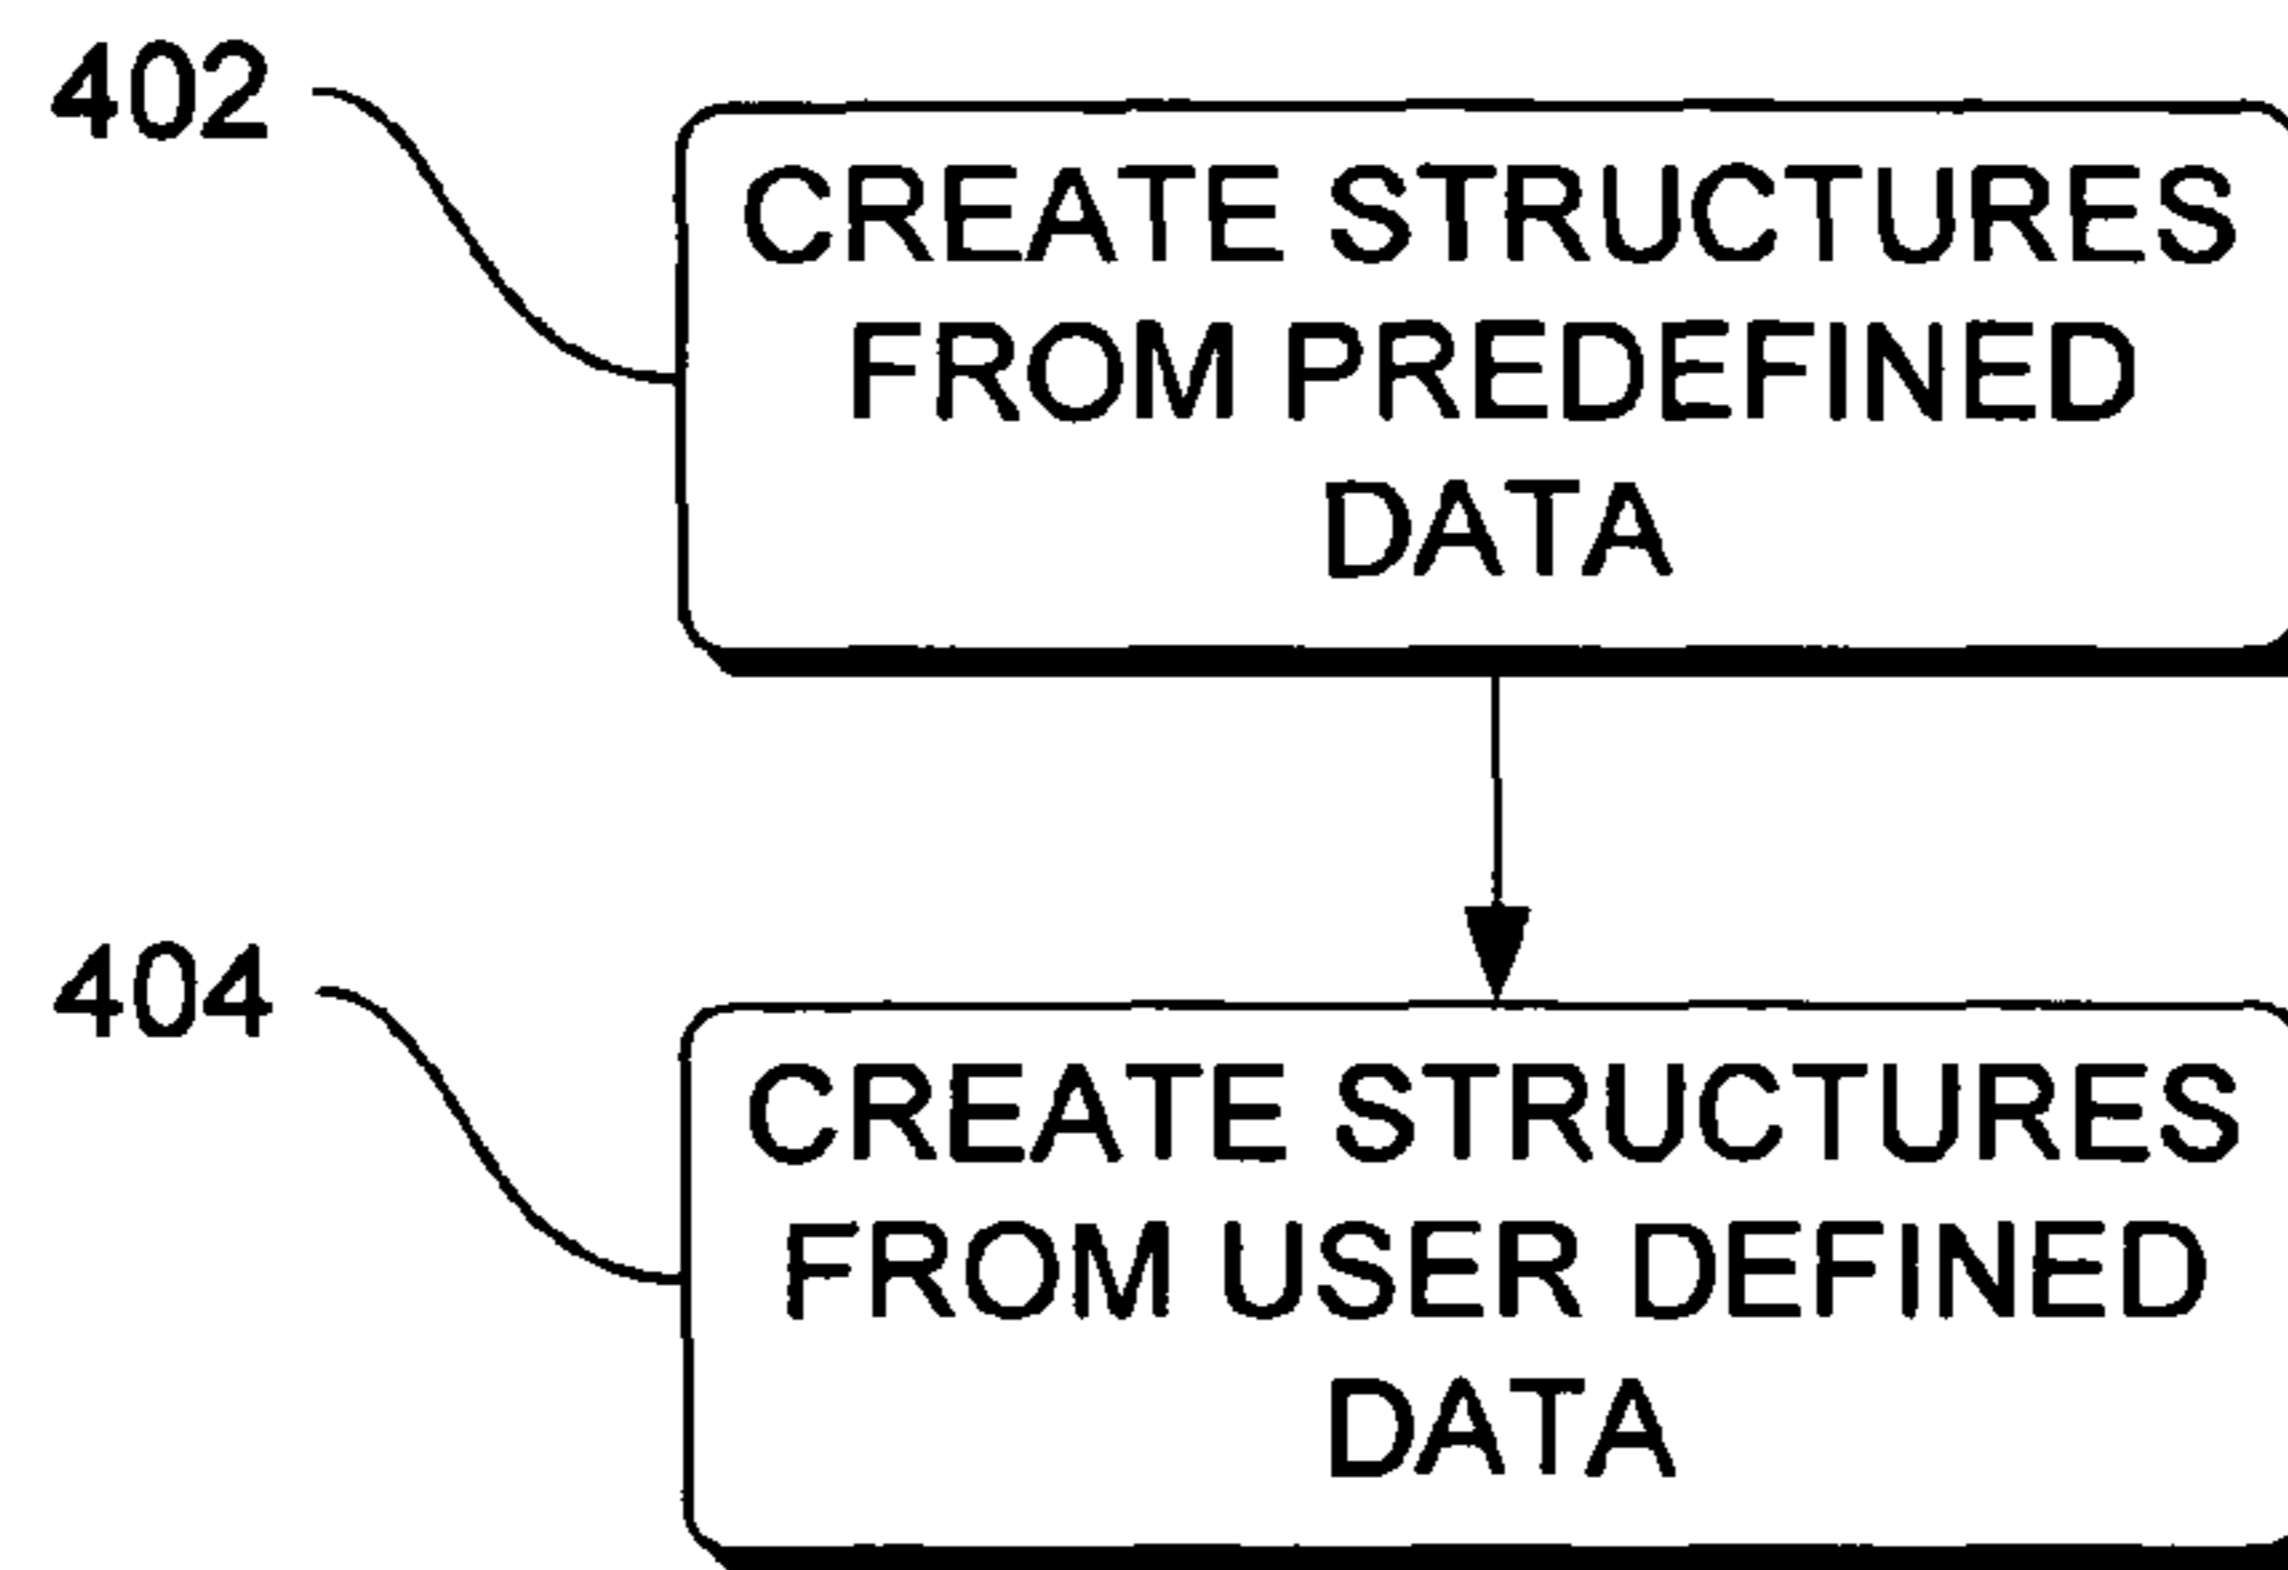 402
CREATE STRUCTURES
FROM PREDEFINED
DATA
404
CREATE STRUCTURES
FROM USER DEFINED
DATA